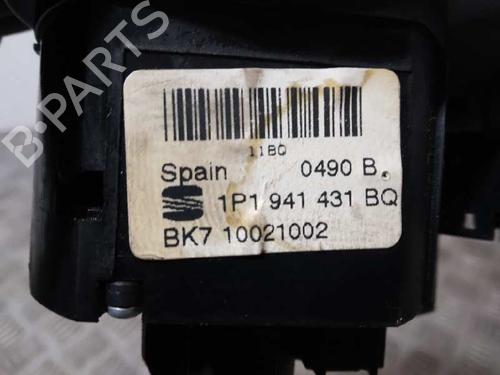 B-PARTS
11BQ
Spain 0490 B.
1P1 941 431 BQ
BK7 10021002